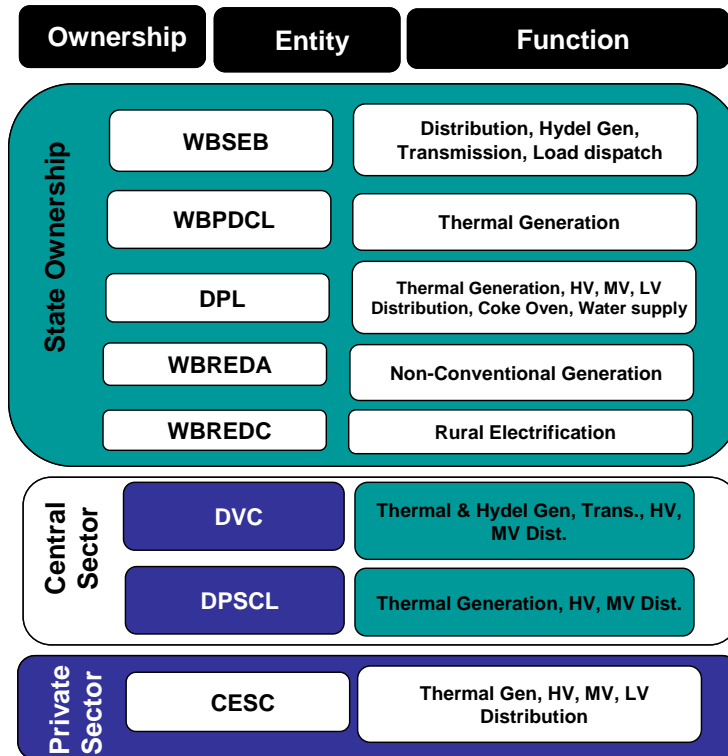 Ownership Entity Function
State Ownership
WBSEB
Distribution, Hydel Gen,
Transmission, Load dispatch
WBPDCL
Thermal Generation
DPL
Thermal Generation, HV, MV, LV
Distribution, Coke Oven, Water supply
WBREDA
Non-Conventional Generation
WBREDC
Rural Electrification
Central
Sector
DVC
Thermal & Hydel Gen, Trans., HV,
MV Dist.
DPSCL
Thermal Generation, HV, MV Dist.
Private
Sector
CESC
Thermal Gen, HV, MV, LV
Distribution